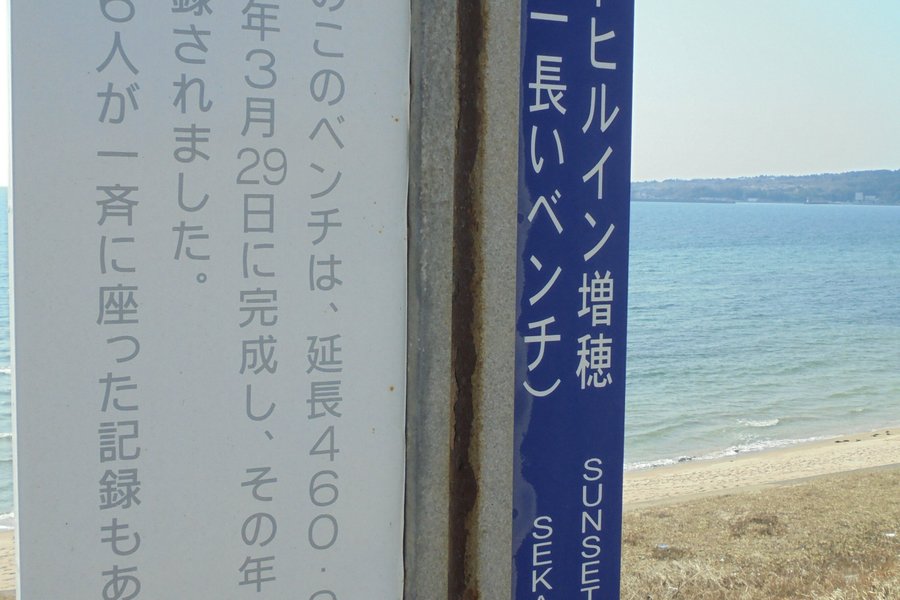 ヒルイン増穂 SUNSET
一長いベンチ） SEK
のこのベンチは、延長460.
年3月29日に完成し、その年
録されました。
6人が一斉に座った記録もあ